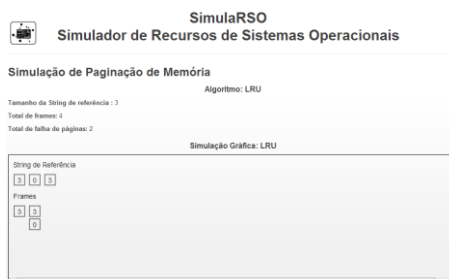 SimulaRSO
Simulador de Recursos de Sistemas Operacionais
Simulação de Paginação de Memória
Algoritmo: LRU
Tamanho da String de referência : 3
Total de frames: 4
Total de falha de páginas: 2
Simulação Gráfica: LRU
String de Referência
3 0 3
Frames
3 3
0